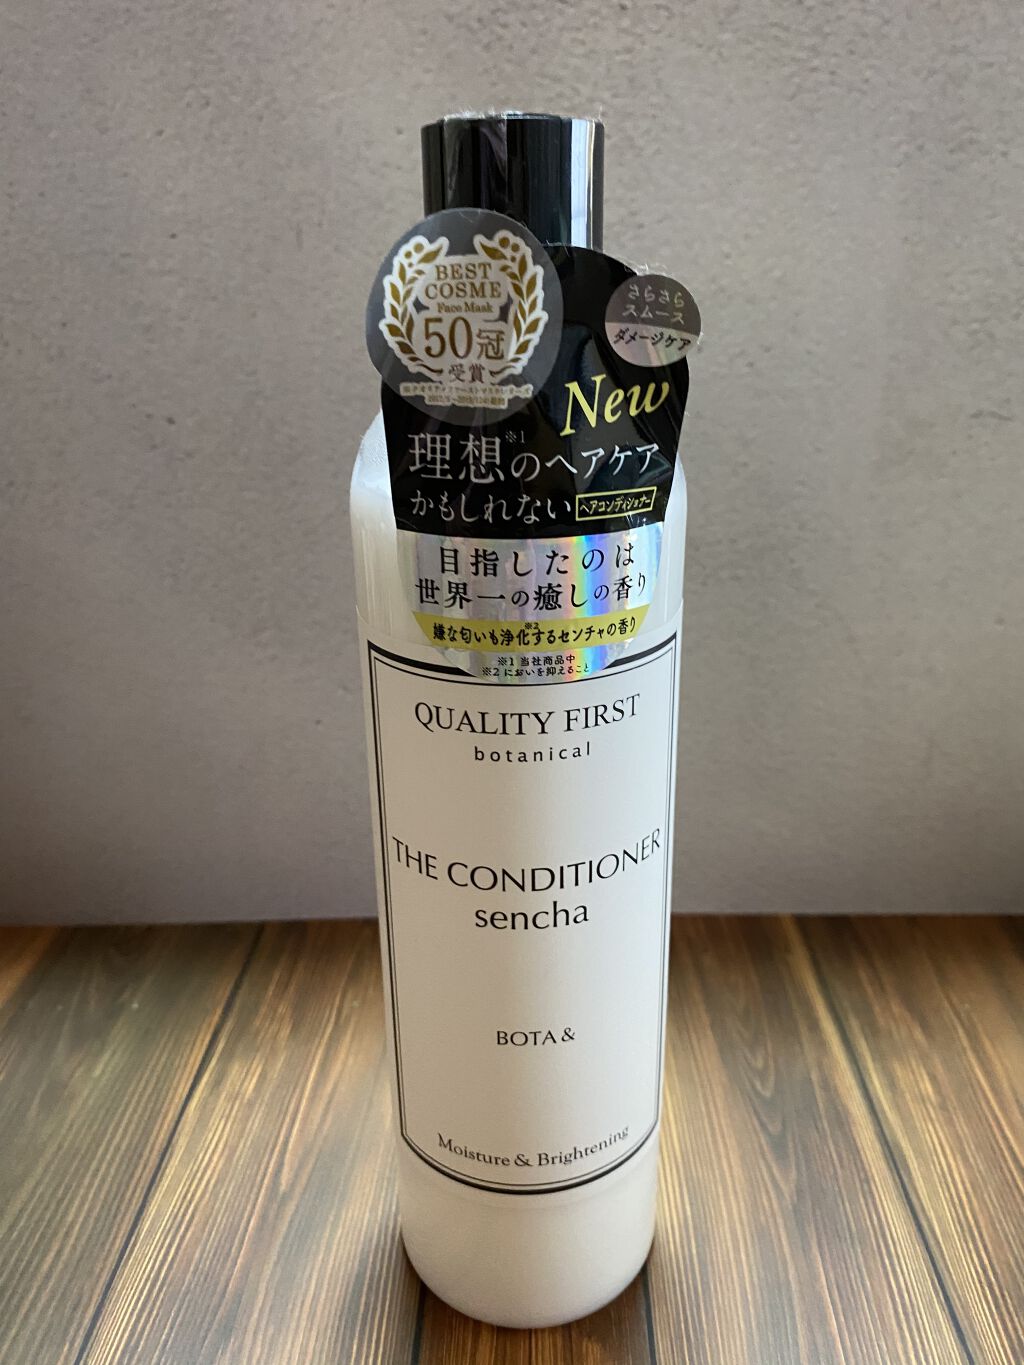 BEST
COSME
Face Mask
50冠
受賞
さらさら
スムース
ダメージケア
New
理想※1のヘアケア
かもしれない ヘアコンディショナー
目指したのは
世界一の癒しの香り
嫌な匂いも浄化※2するセンチャの香り
※1 当社商品中
※2 においを抑えること
QUALITY FIRST
botanical
THE CONDITIONER
sencha
BOTA &
Moisture & Brightening